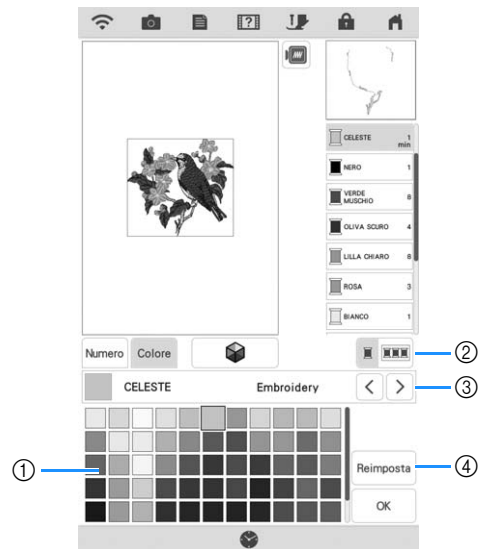 ?
CELESTE 1
min
NERO 1
VERDE
MUSCHIO 8
OLIVA SCURO 4
LILLA CHIARO 8
ROSA 3
BIANCO 1
Numero Colore
②
CELESTE Embroidery < > ③
① Reimposta ④
OK